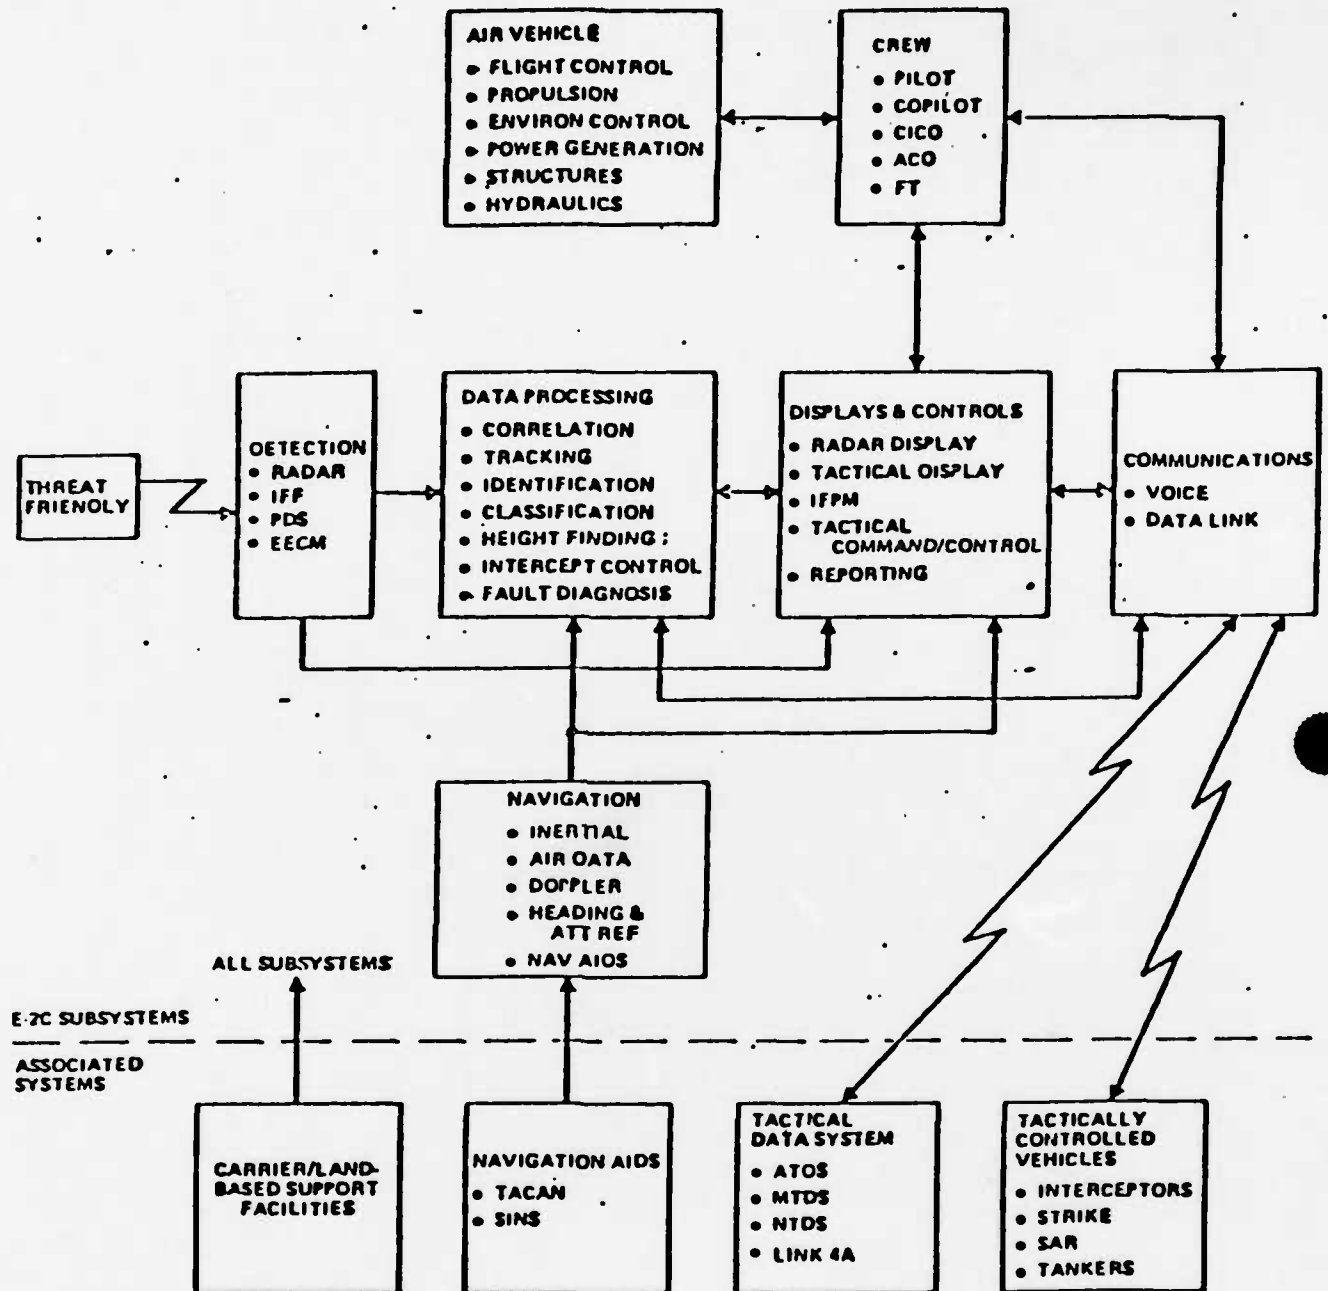 AIR VEHICLE
• FLIGHT CONTROL
• PROPULSION
• ENVIRON CONTROL
• POWER GENERATION
• STRUCTURES
• HYDRAULICS
CREW
• PILOT
• COPILOT
• CICO
• ACO
• FT
THREAT
FRIENOLY
OETECTION
• RADAR
• IFF
• PDS
• EECM
DATA PROCESSING
• CORRELATION
• TRACKING
• IDENTIFICATION
• CLASSIFICATION
• HEIGHT FINDING :
• INTERCEPT CONTROL
• FAULT DIAGNOSIS
DISPLAYS & CONTROLS
• RADAR DISPLAY
• TACTICAL DISPLAY
• IFPM
• TACTICAL
COMMAND/CONTROL
• REPORTING
COMMUNICATIONS
• VOICE
• DATA LINK
NAVIGATION
• INERTIAL
• AIR OATA
• DOPPLER
• HEADING &
ATT REF
• NAV AIOS
ALL SUBSYSTEMS
E-2C SUBSYSTEMS
ASSOCIATED
SYSTEMS
CARRIER/LAND-
BASED SUPPORT
FACILITIES
NAVIGATION AIDS
• TACAN
• SINS
TACTICAL
DATA SYSTEM
• ATOS
• MTDS
• NTDS
• LINK 4A
TACTICALLY
CONTROLLED
VEHICLES
• INTERCEPTORS
• STRIKE
• SAR
• TANKERS